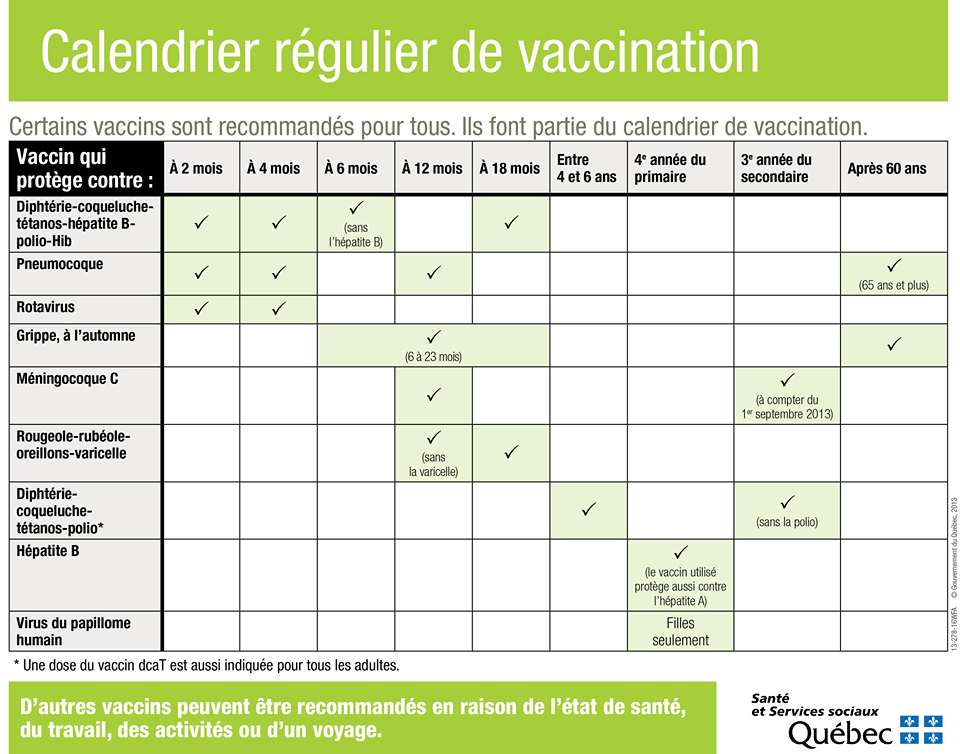 Calendrier régulier de vaccination
Certains vaccins sont recommandés pour tous. Ils font partie du calendrier de vaccination.
Vaccin qui
protège contre :
À 2 mois
À 4 mois
À 6 mois
À 12 mois
À 18 mois
Entre
4 et 6 ans
4e année du
primaire
3e année du
secondaire
Après 60 ans
Diphtérie-coqueluche-
tétanos-hépatite B-
polio-Hib
✓
✓
✓
(sans
l'hépatite B)
✓
Pneumocoque
✓
✓
✓
✓
(65 ans et plus)
Rotavirus
✓
✓
Grippe, à l'automne
✓
(6 à 23 mois)
✓
Méningocoque C
✓
✓
(à compter du
1er septembre 2013)
Rougeole-rubéole-
oreillons-varicelle
✓
(sans
la varicelle)
✓
Diphtérie-
coqueluche-
tétanos-polio*
✓
✓
(sans la polio)
Hépatite B
✓
(le vaccin utilisé
protège aussi contre
l'hépatite A)
Virus du papillome
humain
Filles
seulement
* Une dose du vaccin dcaT est aussi indiquée pour tous les adultes.
D'autres vaccins peuvent être recommandés en raison de l'état de santé,
du travail, des activités ou d'un voyage.
Santé
et Services sociaux
Québec
13-278-16WFA © Gouvernement du Québec, 2013